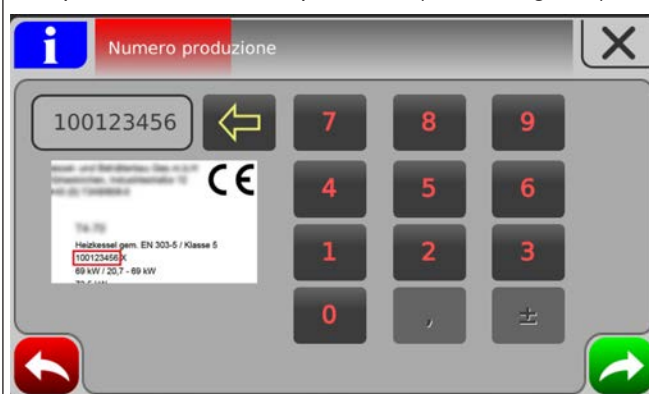 i Numero produzione X
100123456 7 8 9
CE 4 5 6
T4-70
Heizkessel gem. EN 303-5 / Klasse 5
100123456 X 1 2 3
69 kW / 20,7 - 69 kW
0 , ±